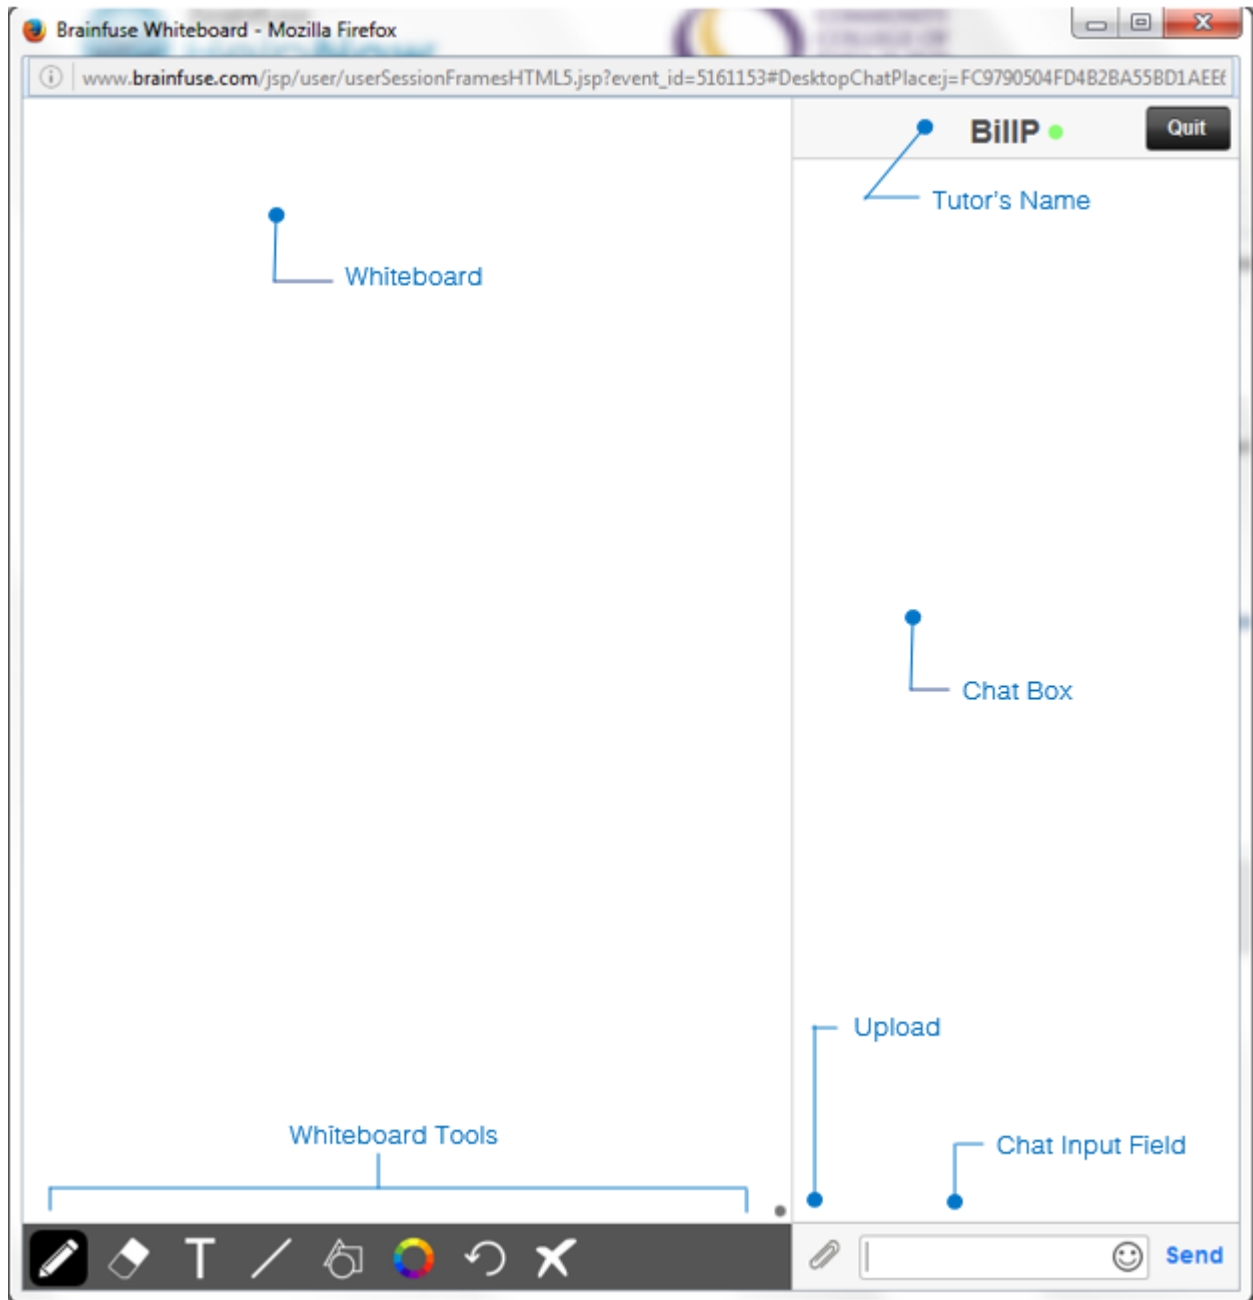 Brainfuse Whiteboard - Mozilla Firefox
www.brainfuse.com/jsp/user/userSessionFramesHTML5.jsp?event_id=5161153#DesktopChatPlace:j=FC9790504FD4B2BA55BD1AEE
BillP
Quit
Tutor's Name
Whiteboard
Chat Box
Upload
Whiteboard Tools
Chat Input Field
T
Send